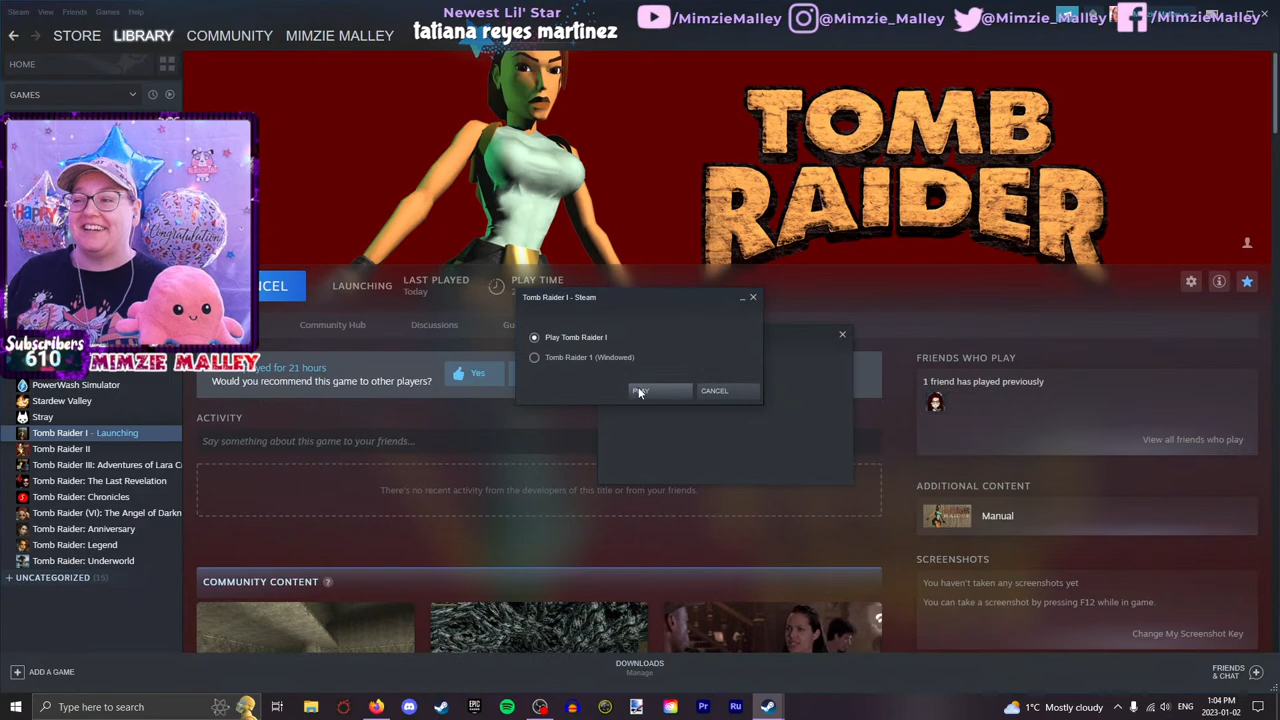 Steam View Friends Games Help
Newest Lil' Star
tatiana reyes martinez
/MimzieMalley
@Mimzie_Malley
@Mimzie_Malley
/MimzieMalley
STORE LIBRARY COMMUNITY MIMZIE MALLEY
HOME
GAMES
TOMB
RAIDER
HAPPY
Congratulation
CEL
LAUNCHING
LAST PLAYED
Today
PLAY TIME
Community Hub
Discussions
Tomb Raider I - Steam
Play Tomb Raider I
Tomb Raider 1 (Windowed)
PLAY
CANCEL
for 21 hours
Would you recommend this game to other players?
Yes
Subscribers
610
MIMZIE MALLEY
PowerWash Simulator
Stardew Valley
Stray
Tomb Raider I - Launching
Tomb Raider II
Tomb Raider III: Adventures of Lara C
Tomb Raider: The Last Revelation
Tomb Raider: Chronicles
Tomb Raider (VI): The Angel of Darkn
Tomb Raider: Anniversary
Tomb Raider: Legend
Tomb Raider: Underworld
+ UNCATEGORIZED (15)
ACTIVITY
Say something about this game to your friends...
There's no recent activity from the developers of this title or from your friends.
COMMUNITY CONTENT ?
FRIENDS WHO PLAY
1 friend has played previously
View all friends who play
ADDITIONAL CONTENT
Manual
SCREENSHOTS
You haven't taken any screenshots yet
You can take a screenshot by pressing F12 while in game.
Change My Screenshot Key
ADD A GAME
DOWNLOADS
Manage
FRIENDS
& CHAT
Type here to search
EPIC
Pr
Ru
1°C Mostly cloudy
1:04 PM
2023-01-02